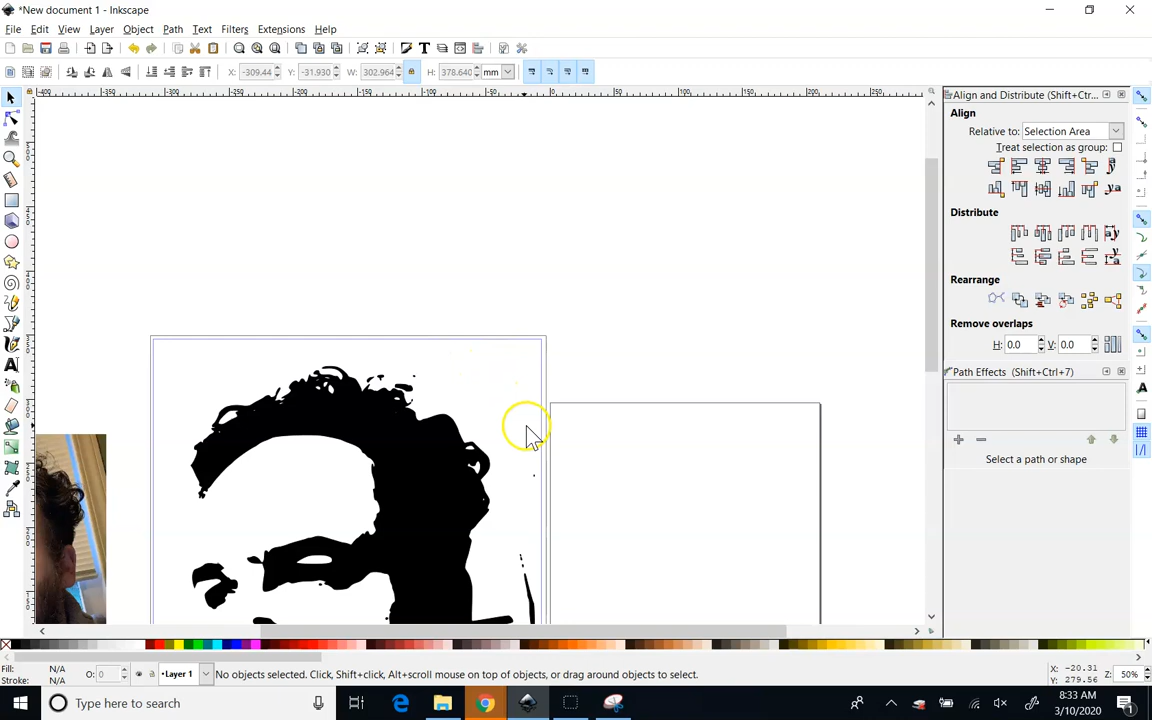 *New document 1 - Inkscape
File Edit View Layer Object Path Text Filters Extensions Help
X: -309.44 Y: -31.930 W: 302.964 H: 378.640 mm
Align and Distribute (Shift+Ctr...
Align
Relative to: Selection Area
Treat selection as group:
Distribute
Rearrange
Remove overlaps
H: 0.0 V: 0.0
Path Effects (Shift+Ctrl+7)
Select a path or shape
Fill: N/A
Stroke: N/A
O: 0
•Layer 1
No objects selected. Click, Shift+click, Alt+scroll mouse on top of objects, or drag around objects to select.
X: -20.31
Y: 279.56
Z: 50%
Type here to search
8:33 AM
3/10/2020